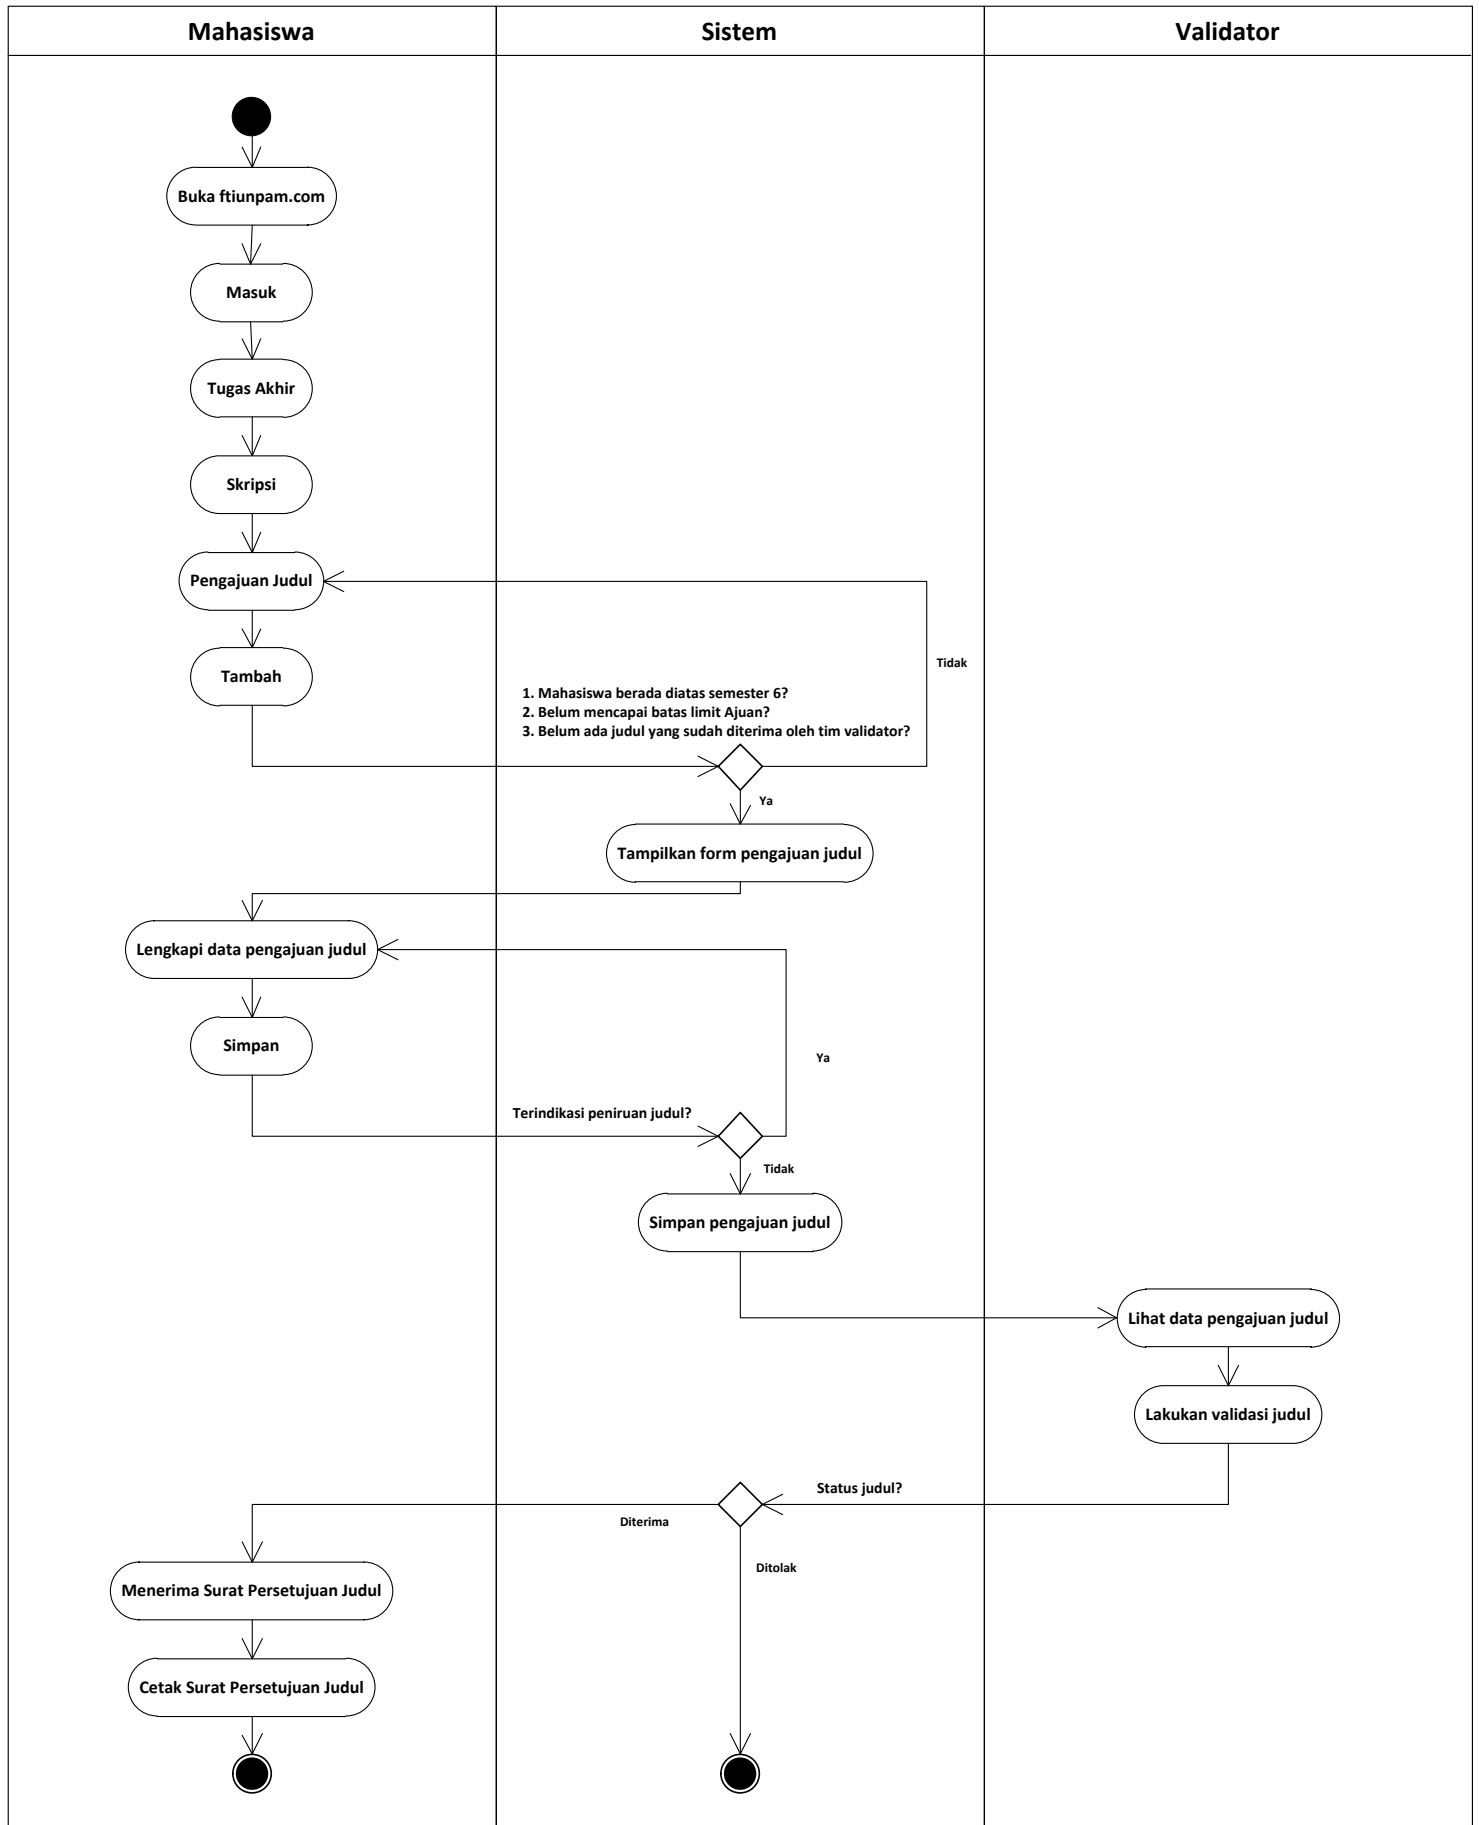 Mahasiswa
Sistem
Validator
Buka ftiunpam.com
Masuk
Tugas Akhir
Skripsi
Pengajuan Judul
Tambah
Tidak
1. Mahasiswa berada diatas semester 6?
2. Belum mencapai batas limit Ajuan?
3. Belum ada judul yang sudah diterima oleh tim validator?
Ya
Tampilkan form pengajuan judul
Lengkapi data pengajuan judul
Simpan
Ya
Terindikasi peniruan judul?
Tidak
Simpan pengajuan judul
Lihat data pengajuan judul
Lakukan validasi judul
Status judul?
Diterima
Ditolak
Menerima Surat Persetujuan Judul
Cetak Surat Persetujuan Judul